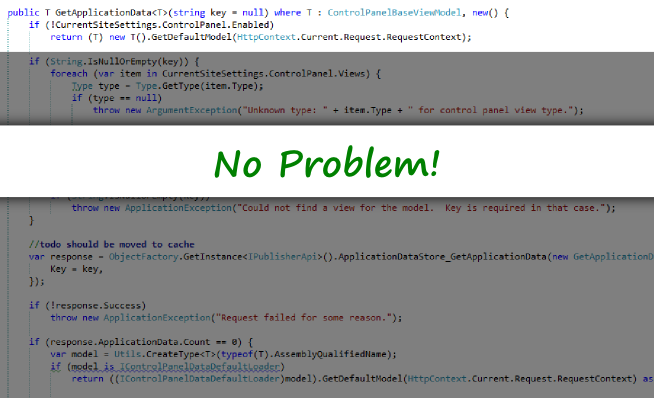 public T GetApplicationData<T>(string key = null) where T : ControlPanelBaseViewModel, new() {
if (!CurrentSiteSettings.ControlPanel.Enabled)
return (T) new T().GetDefaultModel(HttpContext.Current.Request.RequestContext);
if (String.IsNullOrEmpty(key)) {
foreach (var item in CurrentSiteSettings.ControlPanel.Views) {
Type type = Type.GetType(item.Type);
if (type == null)
throw new ArgumentException("Unknown type: " + item.Type + " for control panel view type.");
No Problem!
throw new ApplicationException("Could not find a view for the model.  Key is required in that case.");
}
//todo should be moved to cache
var response = ObjectFactory.GetInstance<IPublisherApi>().ApplicationDataStore_GetApplicationData(new GetApplicationD
Key = key,
});
if (!response.Success)
throw new ApplicationException("Request failed for some reason.");
if (response.ApplicationData.Count == 0) {
var model = Utils.CreateType<T>(typeof(T).AssemblyQualifiedName);
if (model is IControlPanelDataDefaultLoader)
return ((IControlPanelDataDefaultLoader)model).GetDefaultModel(HttpContext.Current.Request.RequestContext) as